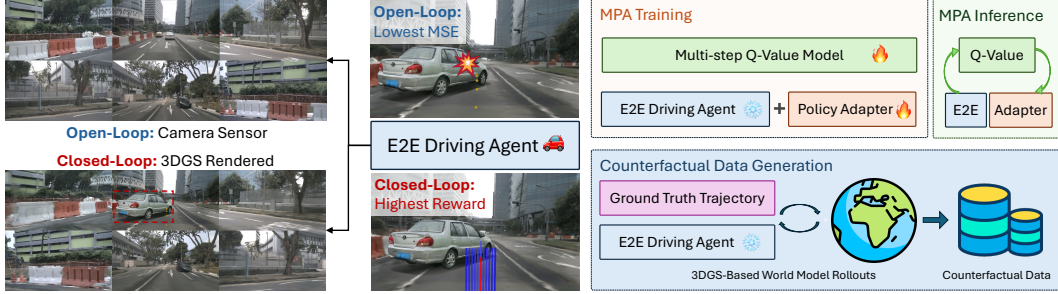 Open-Loop: Camera Sensor
Closed-Loop: 3DGS Rendered
Open-Loop:
Lowest MSE
E2E Driving Agent
Closed-Loop:
Highest Reward
MPA Training
Multi-step Q-Value Model
E2E Driving Agent
+
Policy Adapter
MPA Inference
Q-Value
E2E
Adapter
Counterfactual Data Generation
Ground Truth Trajectory
E2E Driving Agent
3DGS-Based World Model Rollouts
Counterfactual Data